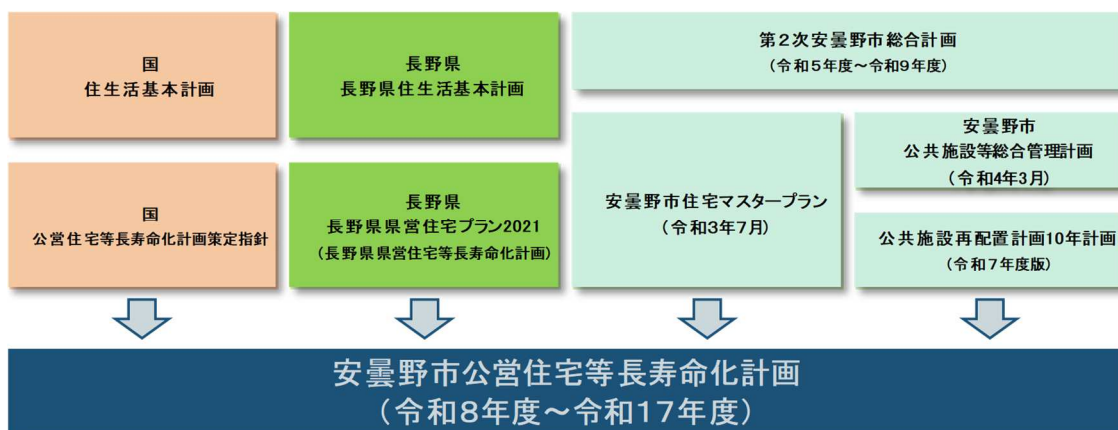 国
住生活基本計画
長野県
長野県住生活基本計画
第2次安曇野市総合計画
(令和5年度～令和9年度)
国
公営住宅等長寿命化計画策定指針
長野県
長野県県営住宅プラン2021
(長野県県営住宅等長寿命化計画)
安曇野市住宅マスタープラン
(令和3年7月)
安曇野市
公共施設等総合管理計画
(令和4年3月)
公共施設再配置計画10年計画
(令和7年度版)
安曇野市公営住宅等長寿命化計画
(令和8年度～令和17年度)